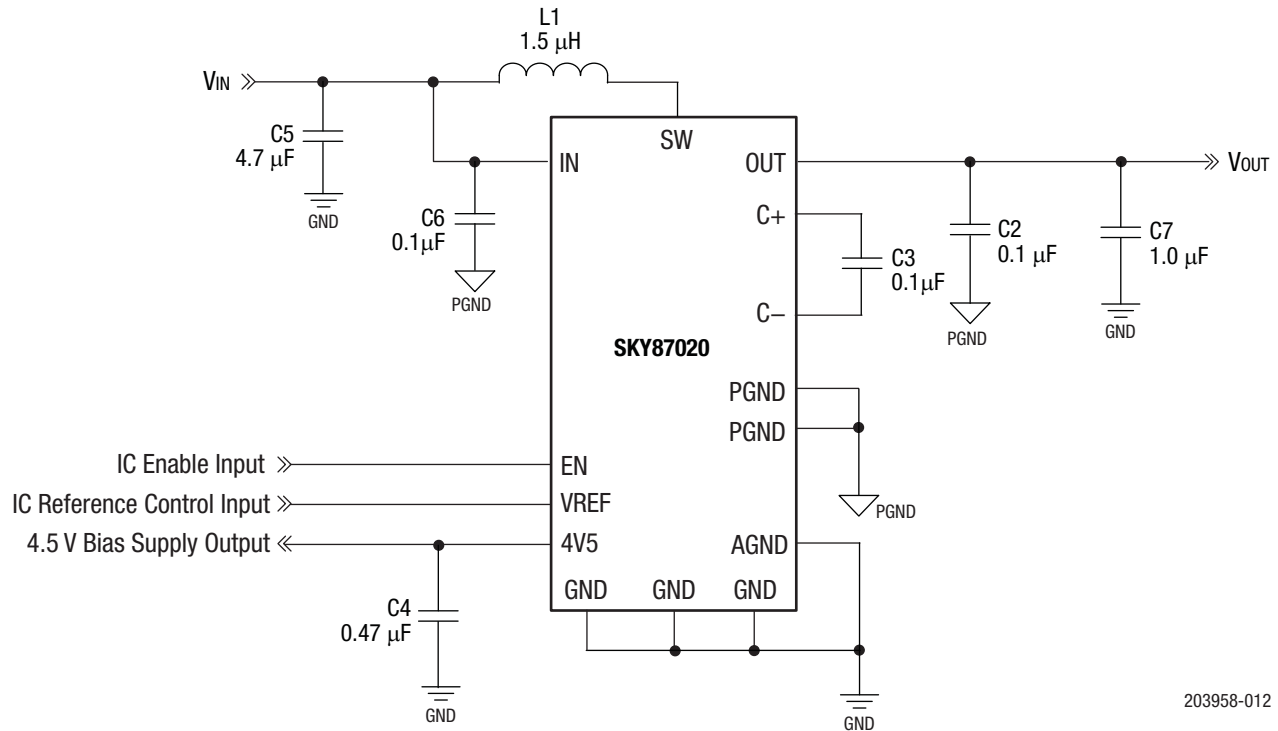 L1
1.5 μH
VIN
C5
4.7 μF
GND
SW
IN
OUT
VOUT
C6
0.1μF
PGND
C+
C3
0.1μF
C–
C2
0.1 μF
PGND
C7
1.0 μF
GND
SKY87020
PGND
PGND
PGND
IC Enable Input
EN
IC Reference Control Input
VREF
4.5 V Bias Supply Output
4V5
AGND
GND
GND
GND
C4
0.47 μF
GND
GND
203958-012